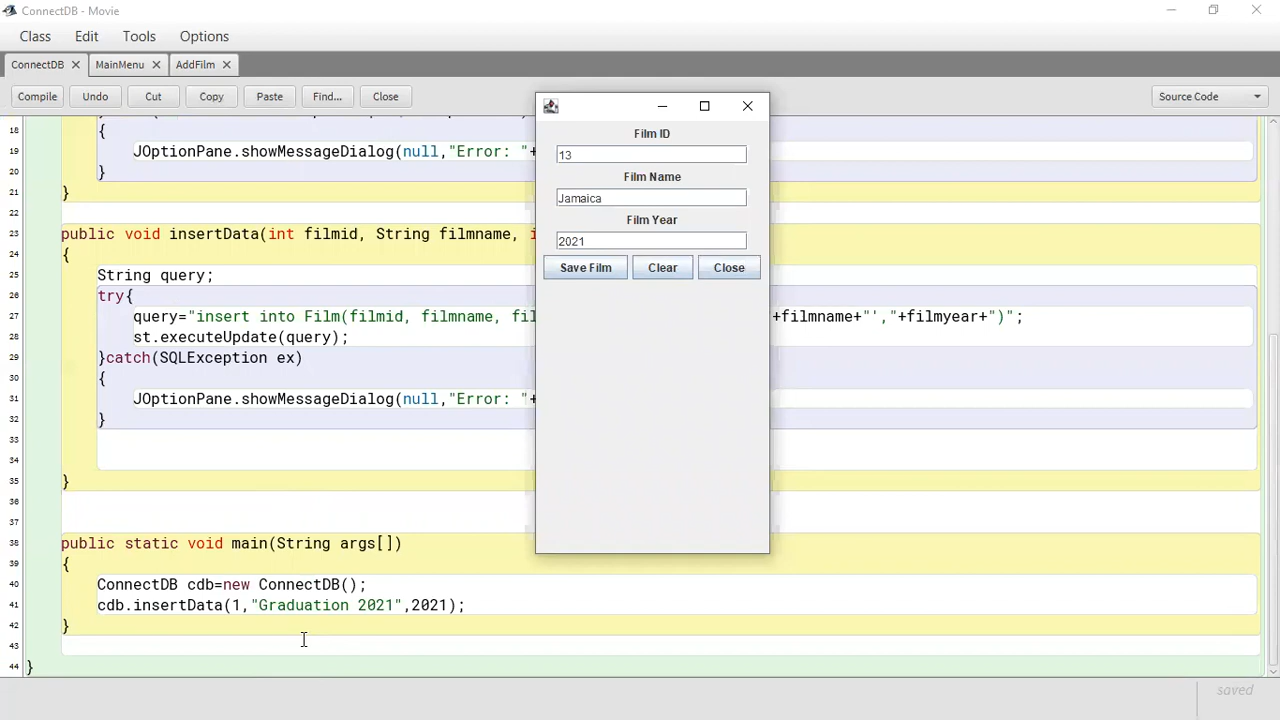 ConnectDB - Movie
Class Edit Tools Options
ConnectDB MainMenu AddFilm
Compile Undo Cut Copy Paste Find... Close Source Code
18 {
19 JOptionPane.showMessageDialog(null,"Error: "+
20 }
21 }
22
23 public void insertData(int filmid, String filmname, i
24 {
25 String query;
26 try{
27 query="insert into Film(filmid, filmname, fil +filmname+"',"+filmyear+")";
28 st.executeUpdate(query);
29 }catch(SQLException ex)
30 {
31 JOptionPane.showMessageDialog(null,"Error: "+
32 }
33
34
35 }
36
37
38 public static void main(String args[])
39 {
40 ConnectDB cdb=new ConnectDB();
41 cdb.insertData(1,"Graduation 2021",2021);
42 }
43
44 }
Film ID
13
Film Name
Jamaica
Film Year
2021
Save Film Clear Close
saved